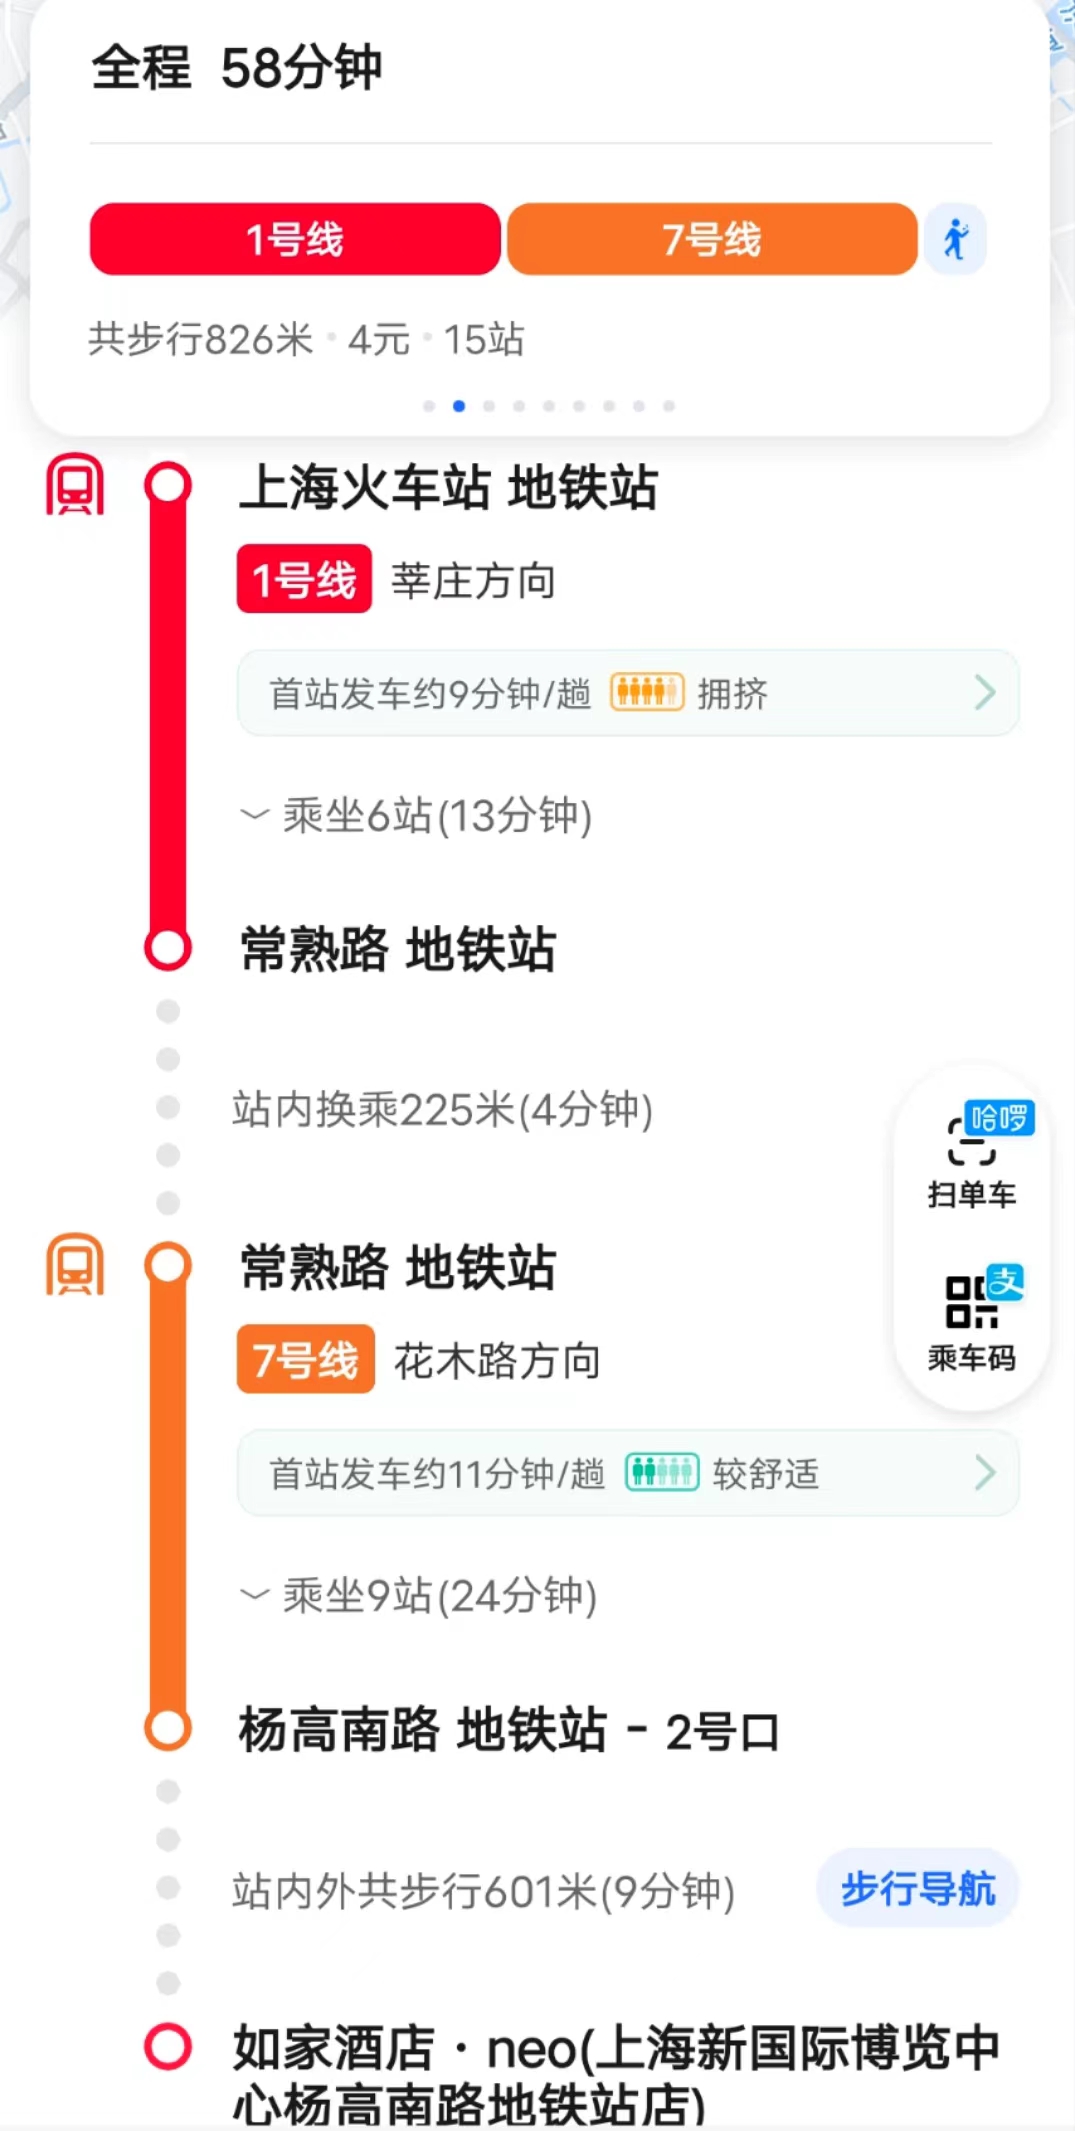 全程 58分钟
1号线 7号线
共步行826米·4元·15站
上海火车站 地铁站
1号线 莘庄方向
首站发车约9分钟/趟 拥挤
乘坐6站(13分钟)
常熟路 地铁站
站内换乘225米(4分钟)
哈啰
扫单车
常熟路 地铁站
支
乘车码
7号线 花木路方向
首站发车约11分钟/趟 较舒适
乘坐9站(24分钟)
杨高南路 地铁站 - 2号口
站内外共步行601米(9分钟) 步行导航
如家酒店·neo(上海新国际博览中
心杨高南路地铁站店)